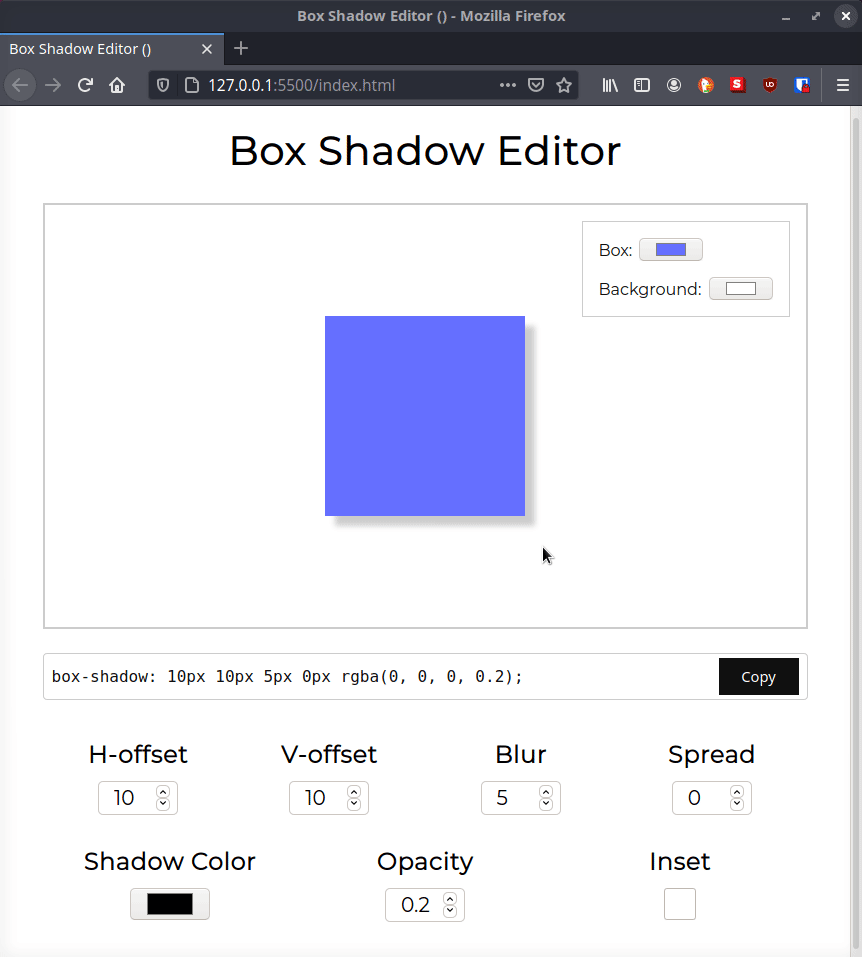 Box Shadow Editor () - Mozilla Firefox
Box Shadow Editor ()
127.0.0.1:5500/index.html
Box Shadow Editor
Box:
Background:
box-shadow: 10px 10px 5px 0px rgba(0, 0, 0, 0.2);
Copy
H-offset V-offset Blur Spread
10 10 5 0
Shadow Color Opacity Inset
0.2